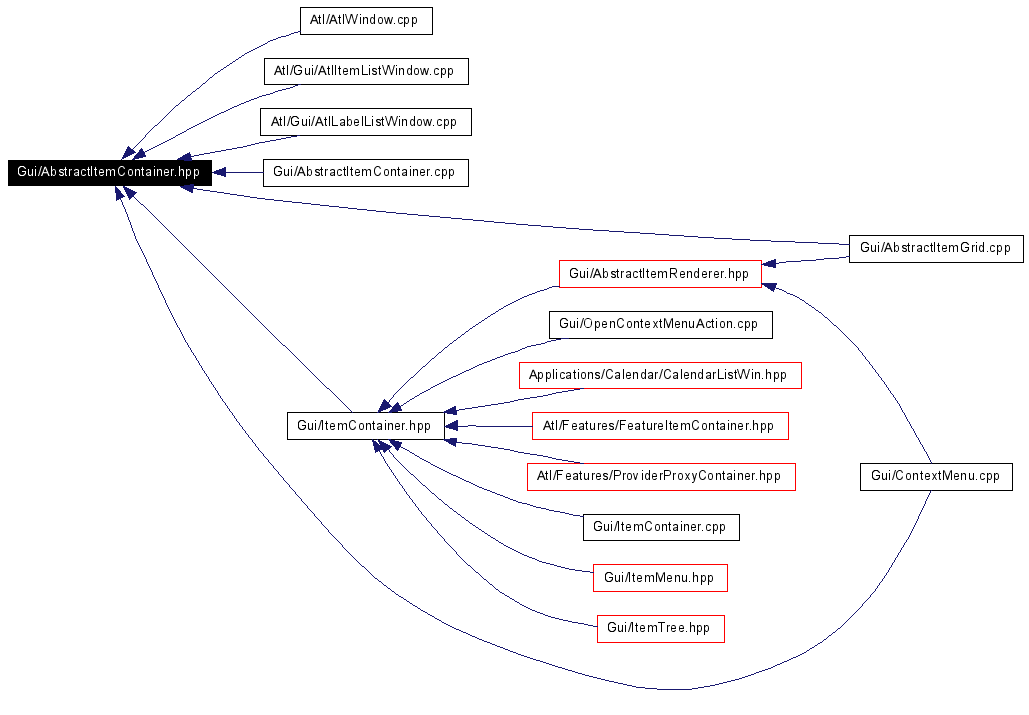 Atl/AtlWindow.cpp
Atl/Gui/AtlItemListWindow.cpp
Atl/Gui/AtlLabelListWindow.cpp
Gui/AbstractItemContainer.hpp
Gui/AbstractItemContainer.cpp
Gui/AbstractItemGrid.cpp
Gui/AbstractItemRenderer.hpp
Gui/OpenContextMenuAction.cpp
Applications/Calendar/CalendarListWin.hpp
Gui/ItemContainer.hpp
Atl/Features/FeatureItemContainer.hpp
Atl/Features/ProviderProxyContainer.hpp
Gui/ContextMenu.cpp
Gui/ItemContainer.cpp
Gui/ItemMenu.hpp
Gui/ItemTree.hpp